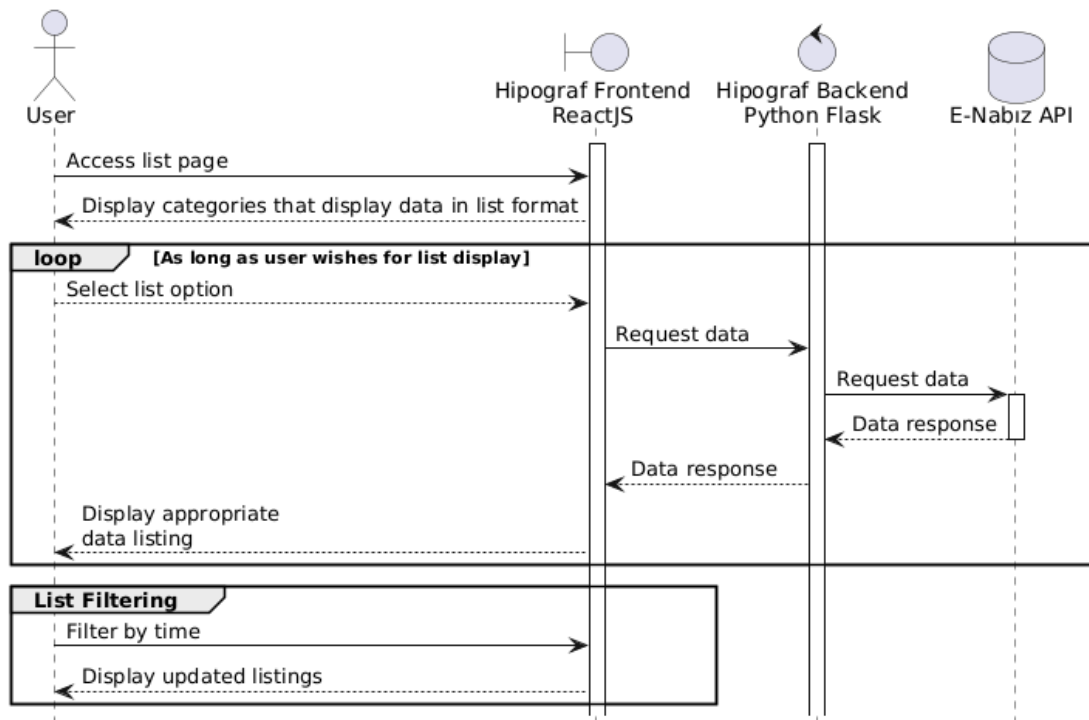 User
Hipograf Frontend
ReactJS
Hipograf Backend
Python Flask
E-Nabız API
Access list page
Display categories that display data in list format
loop [As long as user wishes for list display]
Select list option
Request data
Request data
Data response
Data response
Display appropriate
data listing
List Filtering
Filter by time
Display updated listings